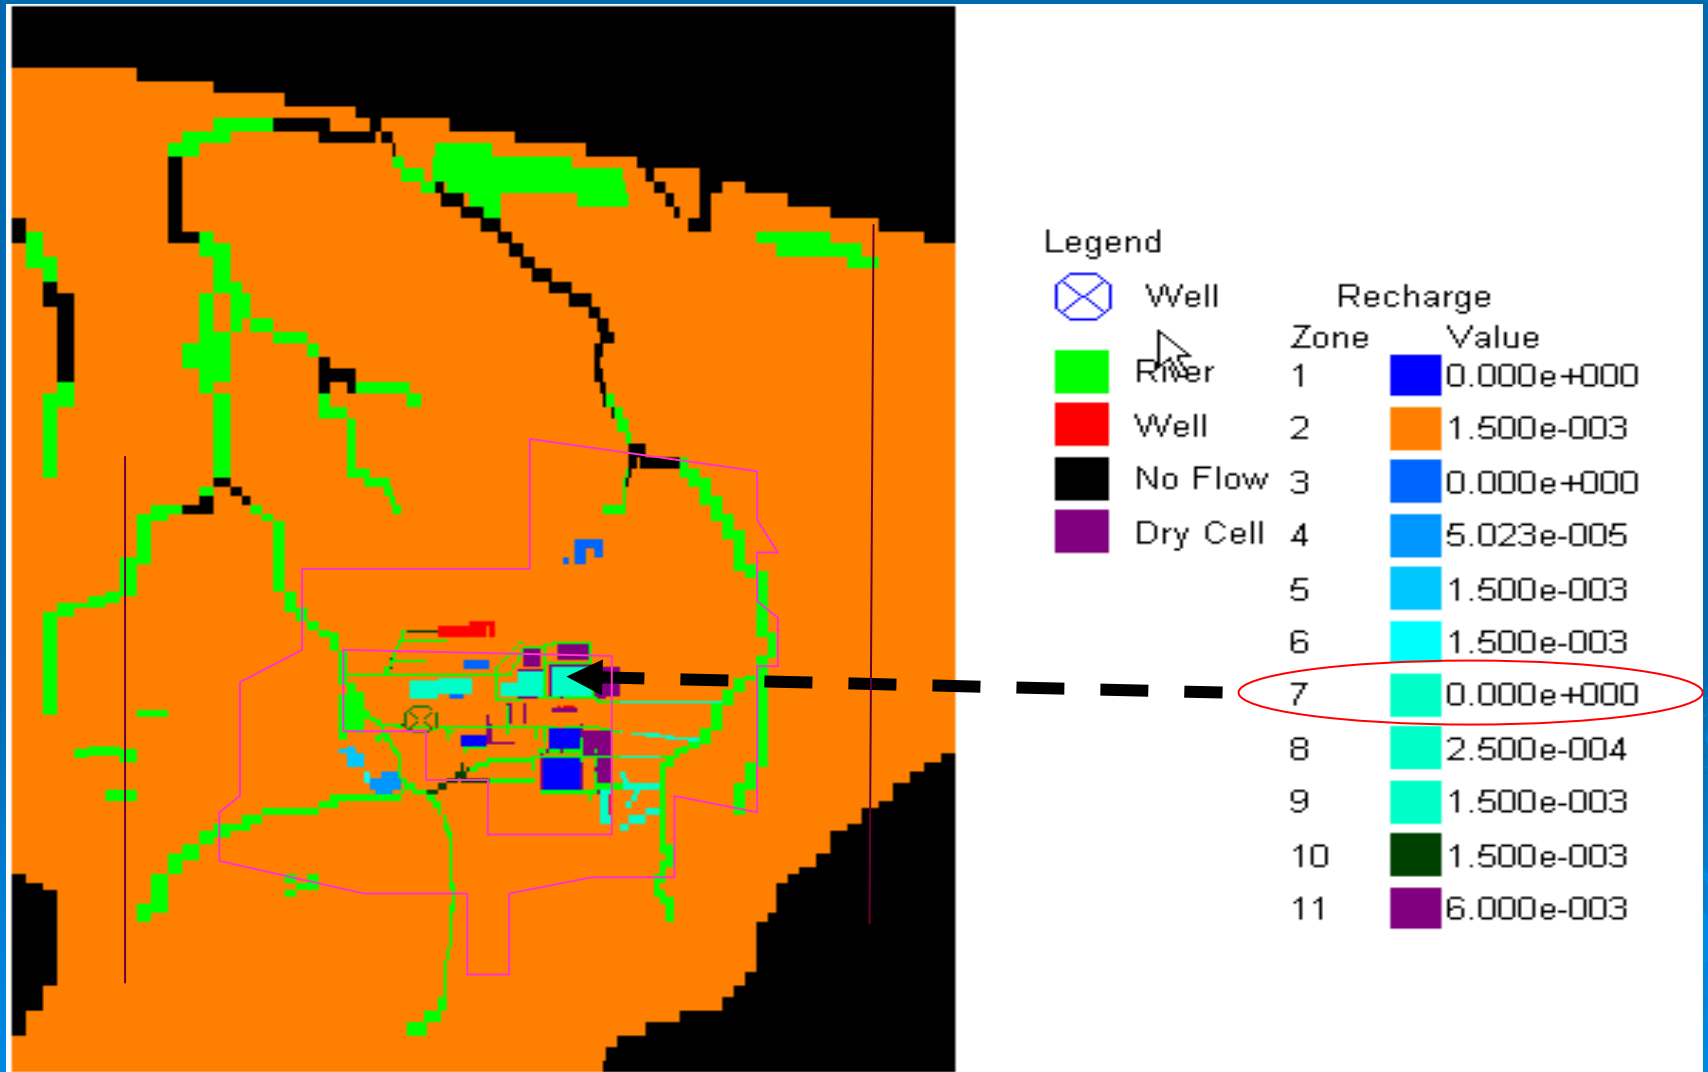 Legend
Well
River
Well
No Flow
Dry Cell
Recharge
Zone Value
1 0.000e+000
2 1.500e-003
3 0.000e+000
4 5.023e-005
5 1.500e-003
6 1.500e-003
7 0.000e+000
8 2.500e-004
9 1.500e-003
10 1.500e-003
11 6.000e-003